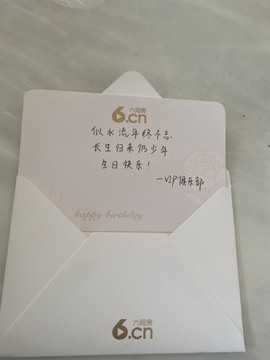 六间房
6.cn
似水流年终不忘
长生归来仍少年
生日快乐！
—VIP俱乐部
happy birthday
六间房
6.cn